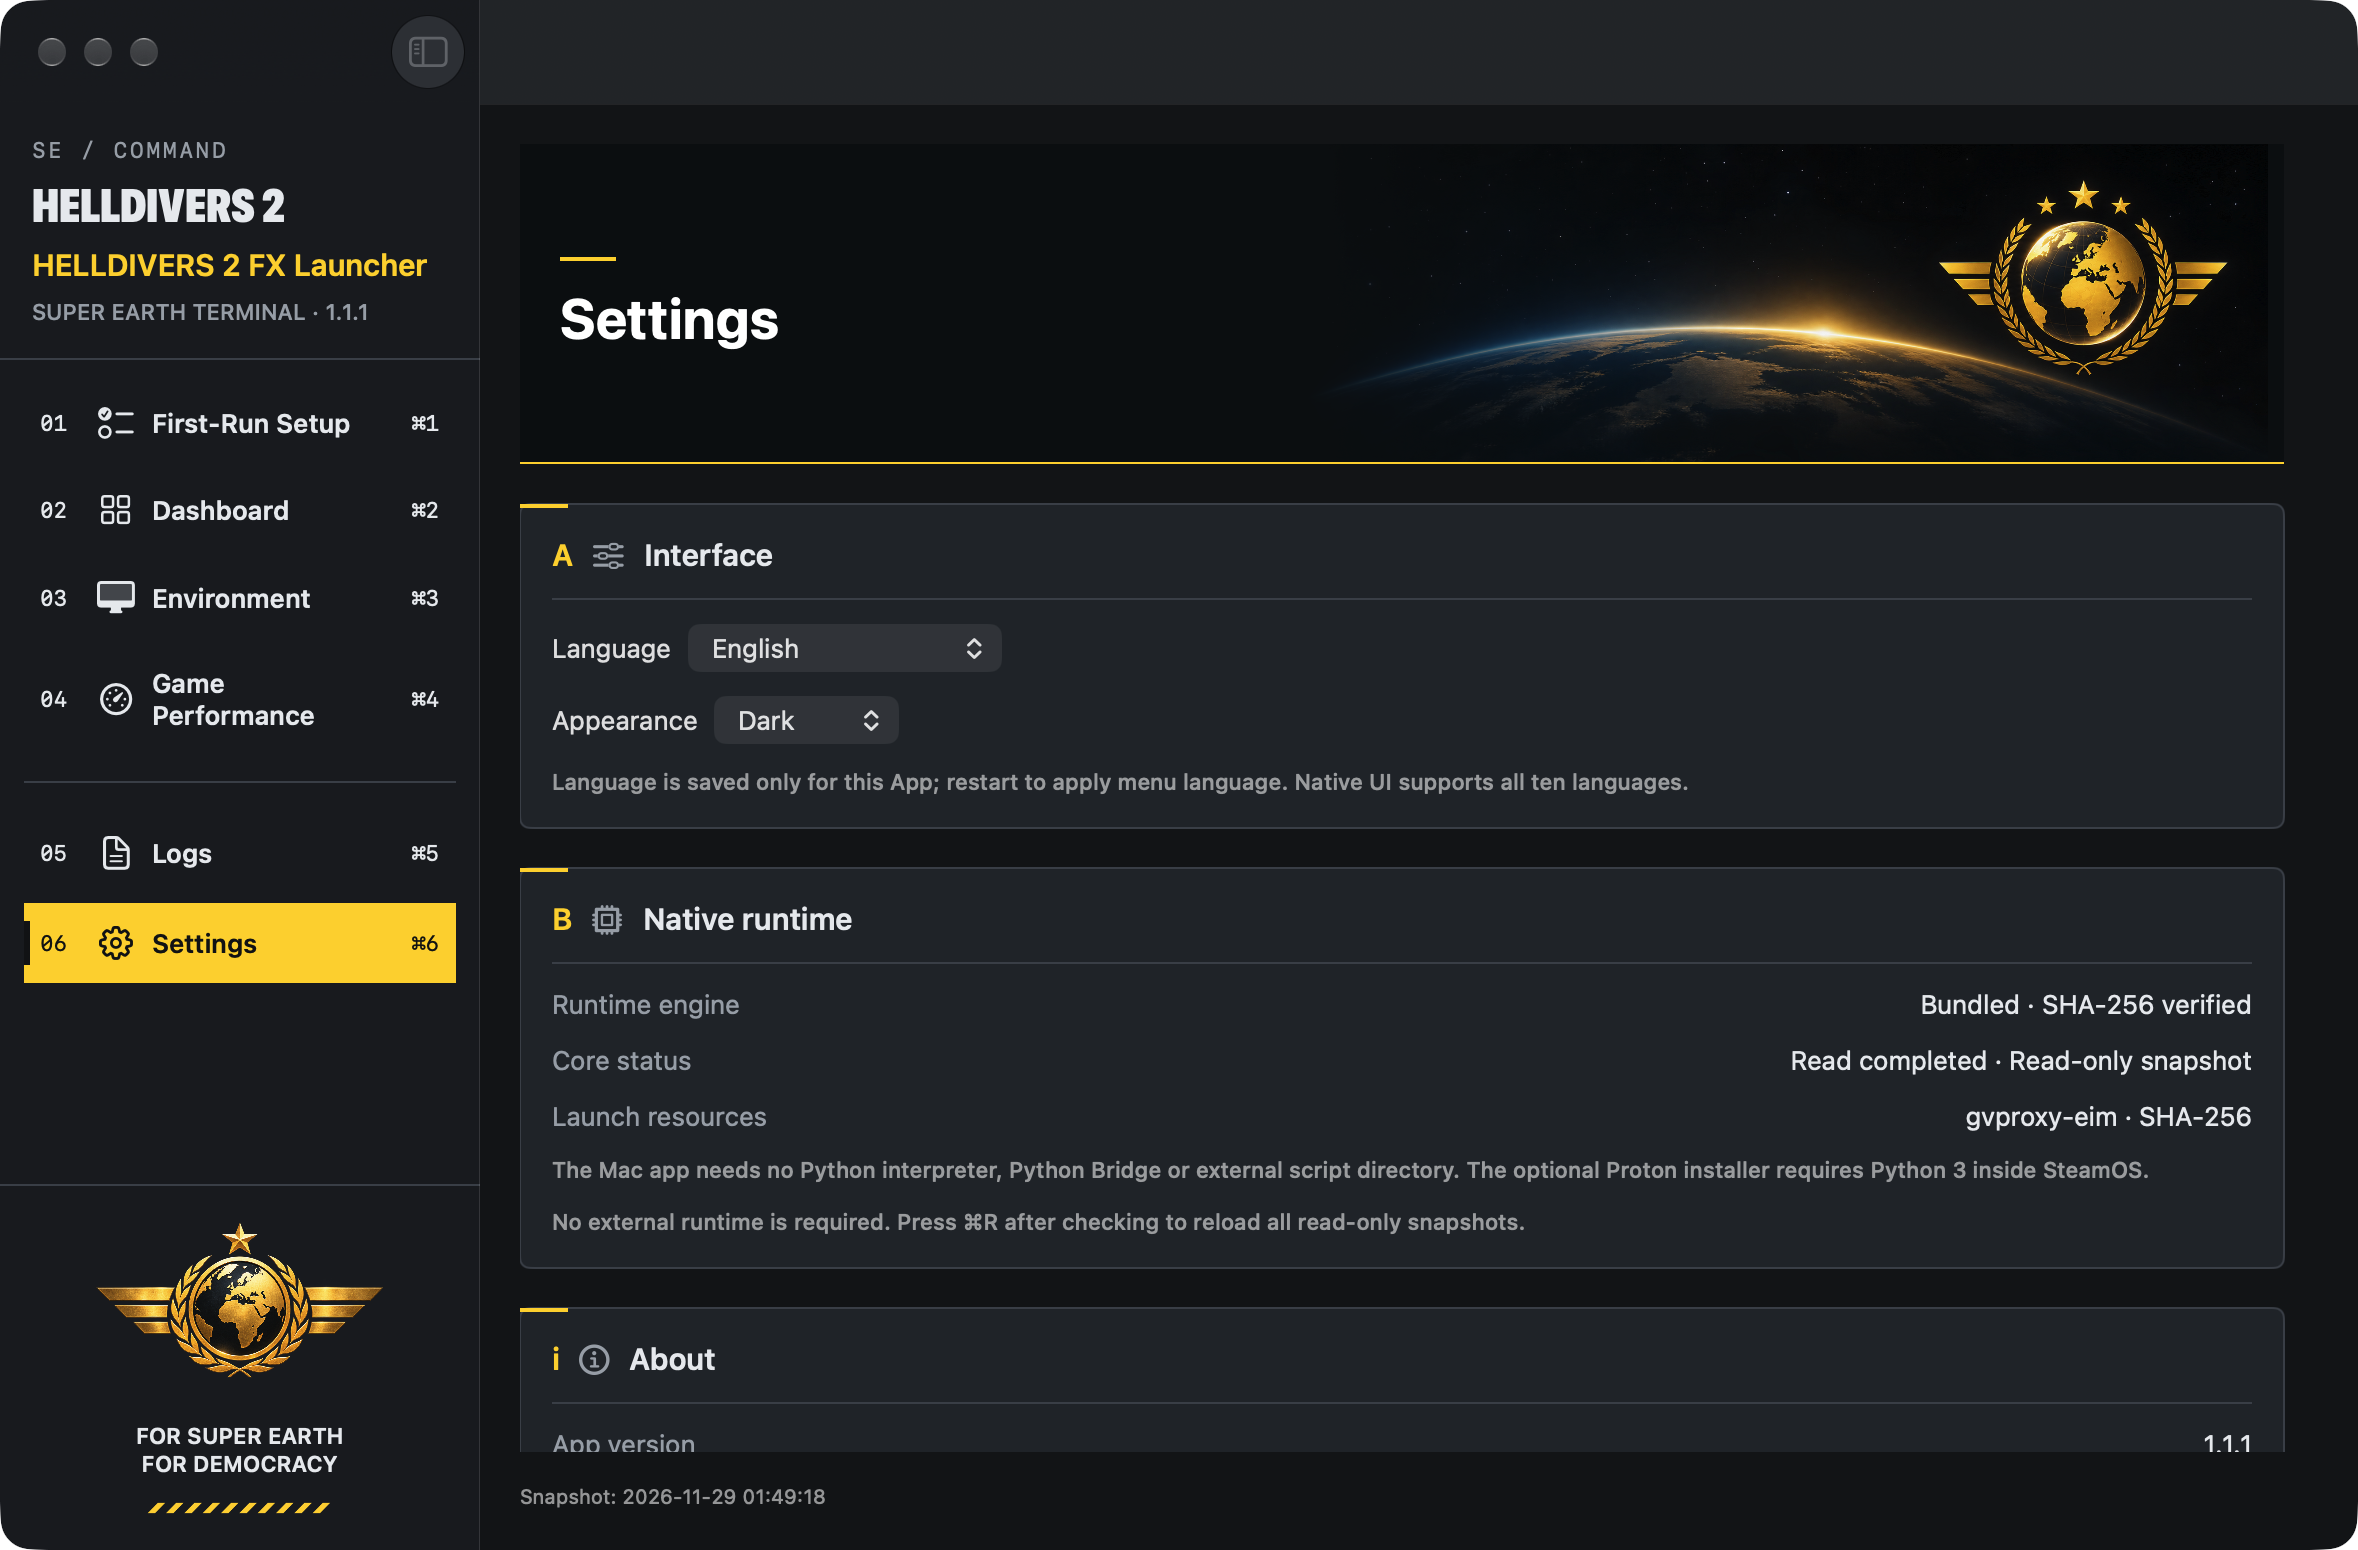 SE / COMMAND
HELLDIVERS 2
HELLDIVERS 2 FX Launcher
SUPER EARTH TERMINAL · 1.1.1
01 First-Run Setup ⌘1
02 Dashboard ⌘2
03 Environment ⌘3
04 Game Performance ⌘4
05 Logs ⌘5
06 Settings ⌘6
FOR SUPER EARTH
FOR DEMOCRACY
Settings
A Interface
Language English
Appearance Dark
Language is saved only for this App; restart to apply menu language. Native UI supports all ten languages.
B Native runtime
Runtime engine Bundled · SHA-256 verified
Core status Read completed · Read-only snapshot
Launch resources gvproxy-eim · SHA-256
The Mac app needs no Python interpreter, Python Bridge or external script directory. The optional Proton installer requires Python 3 inside SteamOS.
No external runtime is required. Press ⌘R after checking to reload all read-only snapshots.
i About
App version 1.1.1
Snapshot: 2026-11-29 01:49:18